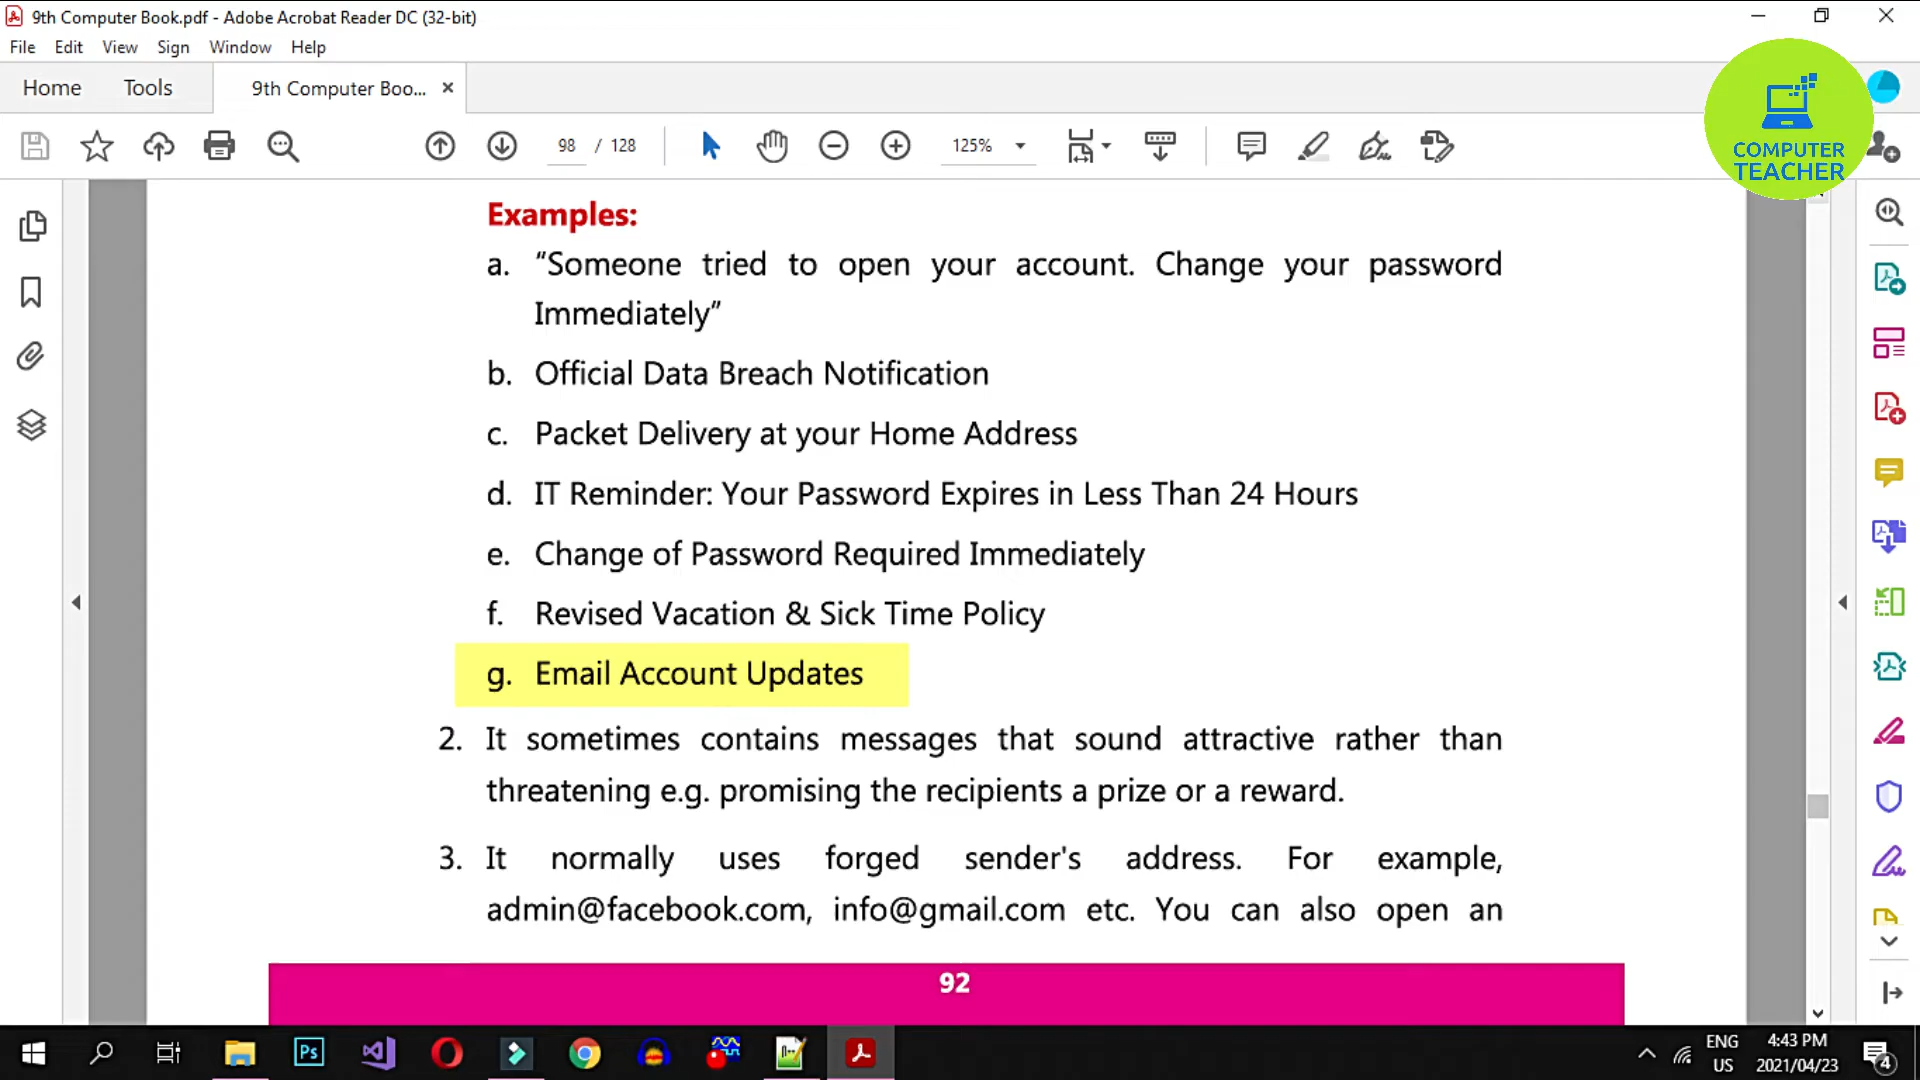 9th Computer Book.pdf - Adobe Acrobat Reader DC (32-bit)
File Edit View Sign Window Help
Home Tools 9th Computer Boo... ×
98 / 128 125%
COMPUTER
TEACHER
Examples:
a. “Someone tried to open your account. Change your password
Immediately”
b. Official Data Breach Notification
c. Packet Delivery at your Home Address
d. IT Reminder: Your Password Expires in Less Than 24 Hours
e. Change of Password Required Immediately
f. Revised Vacation & Sick Time Policy
g. Email Account Updates
2. It sometimes contains messages that sound attractive rather than
threatening e.g. promising the recipients a prize or a reward.
3. It normally uses forged sender's address. For example,
admin@facebook.com, info@gmail.com etc. You can also open an
92
Ps
ENG
US
4:43 PM
2021/04/23
4